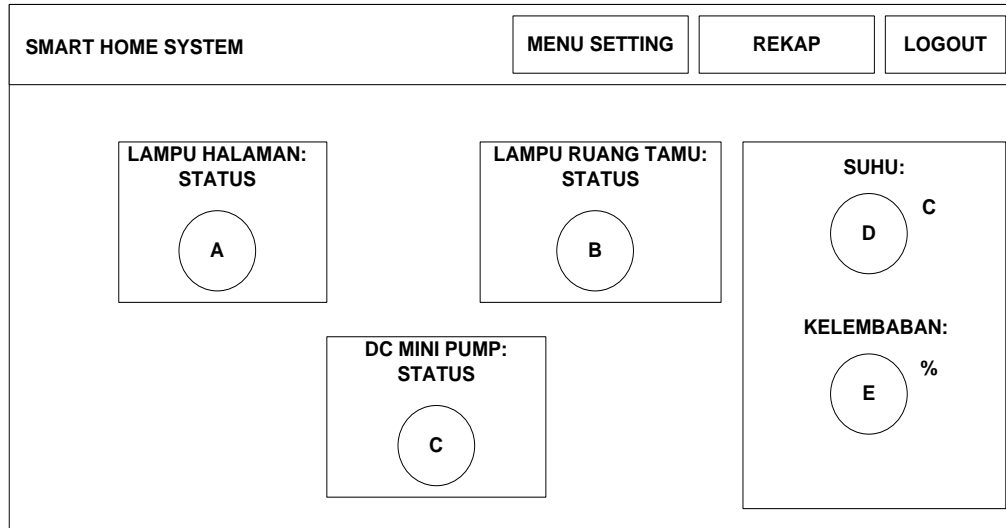 SMART HOME SYSTEM
MENU SETTING
REKAP
LOGOUT
LAMPU HALAMAN:
STATUS
A
LAMPU RUANG TAMU:
STATUS
B
SUHU:
D
C
KELEMBABAN:
E
%
DC MINI PUMP:
STATUS
C